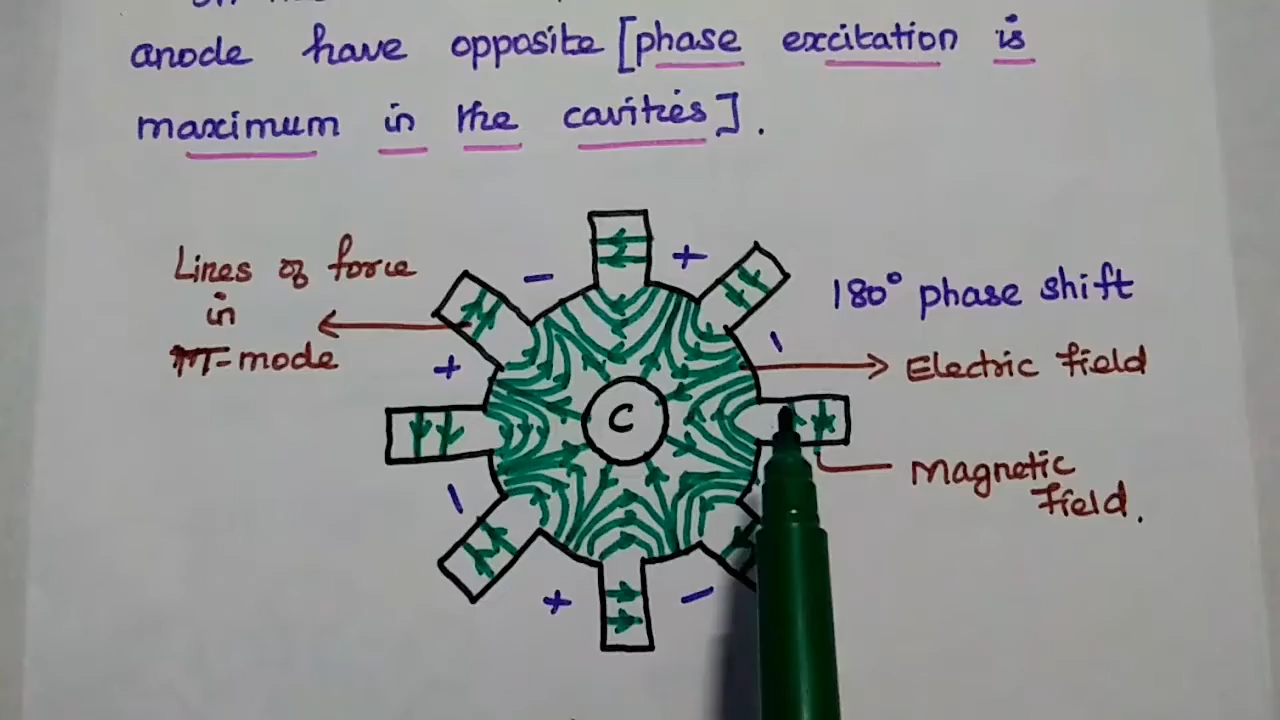 anode have opposite [phase excitation is
maximum in the cavities].
Lines of force
in
π-mode
180° phase shift
Electric field
Magnetic
field.
C
- + - + - + - +